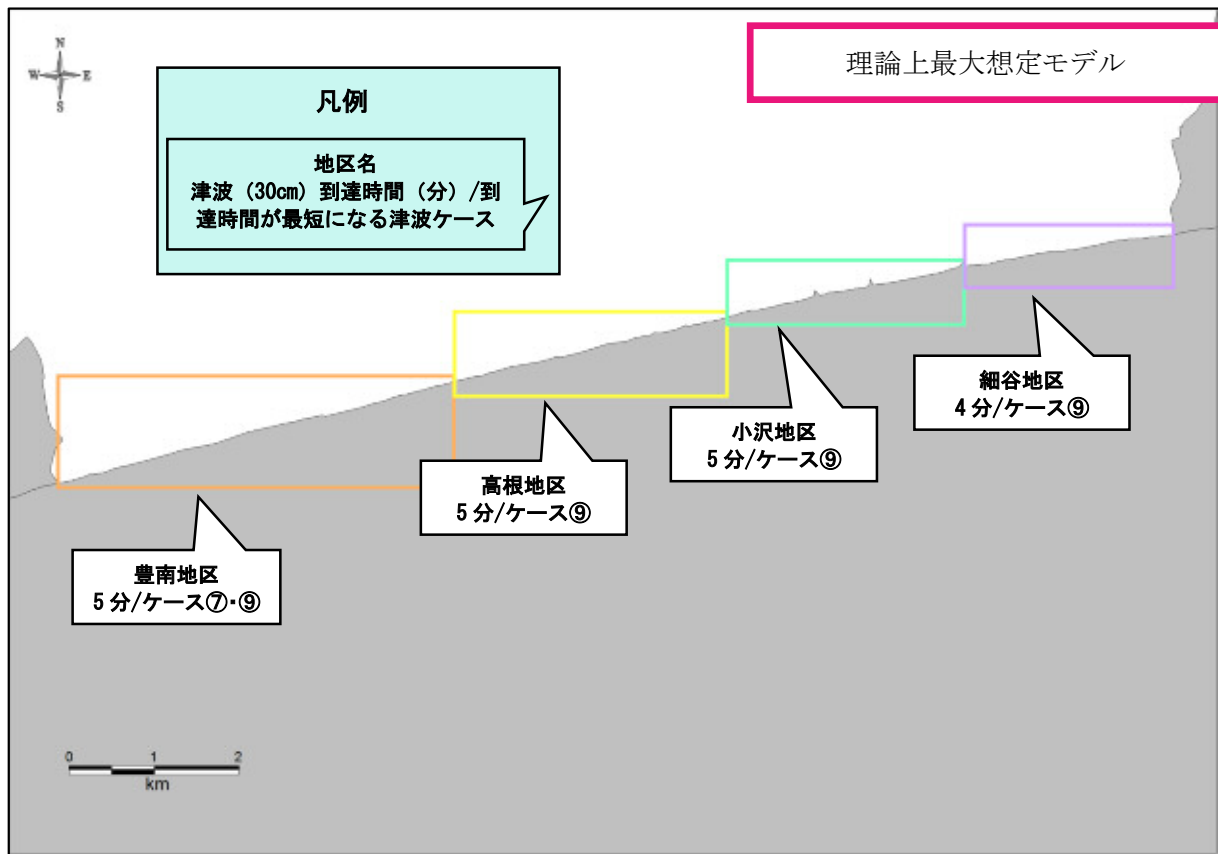 理論上最大想定モデル
N
W E
S
凡例
地区名
津波（30cm）到達時間（分）/到
達時間が最短になる津波ケース
細谷地区
4分/ケース⑨
小沢地区
5分/ケース⑨
高根地区
5分/ケース⑨
豊南地区
5分/ケース⑦・⑨
0 1 2
km